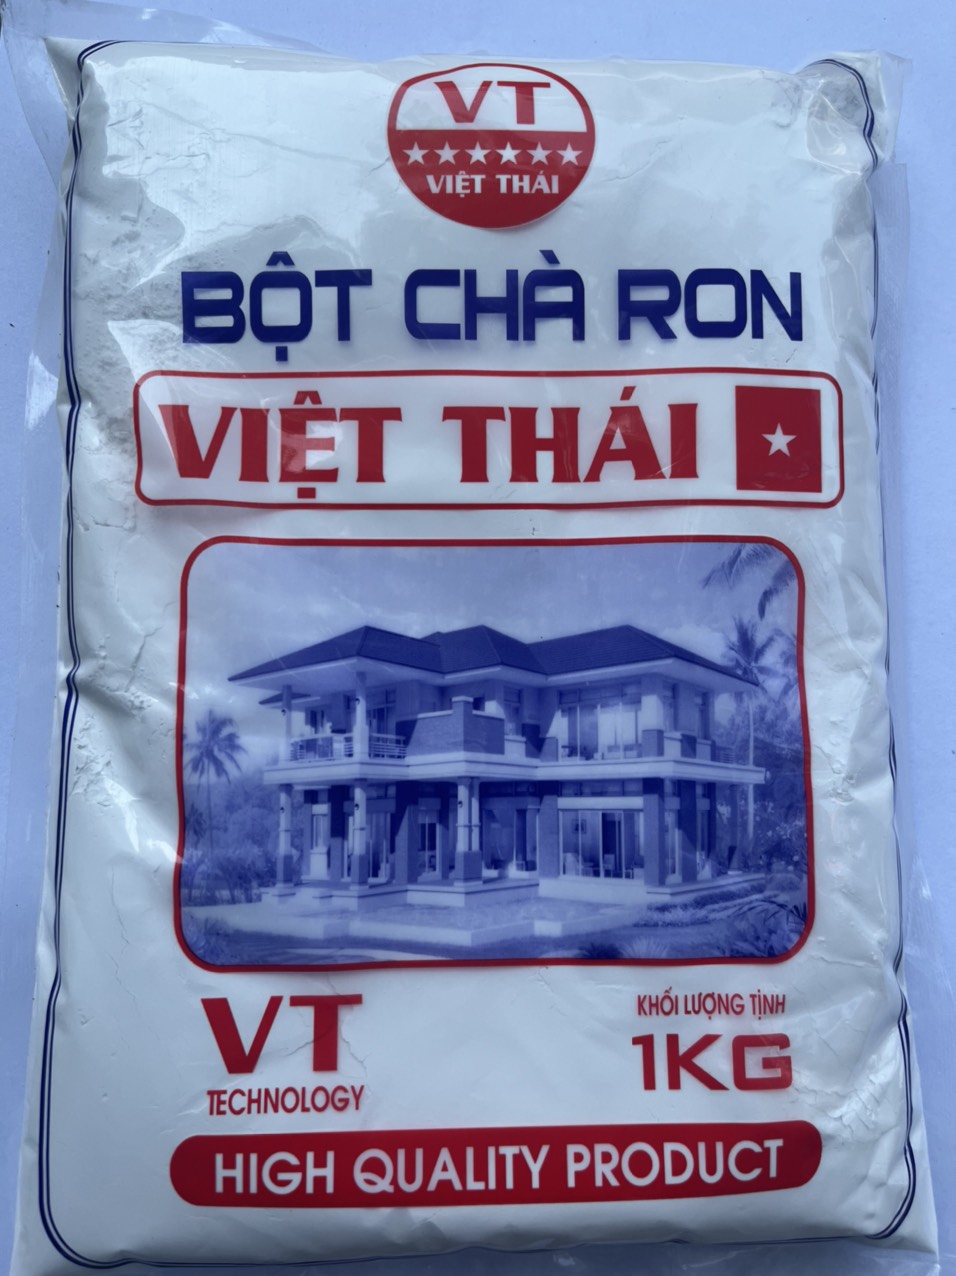 VT
VIỆT THÁI
BỘT CHÀ RON
VIỆT THÁI
VT
TECHNOLOGY
KHỐI LƯỢNG TỊNH
1KG
HIGH QUALITY PRODUCT